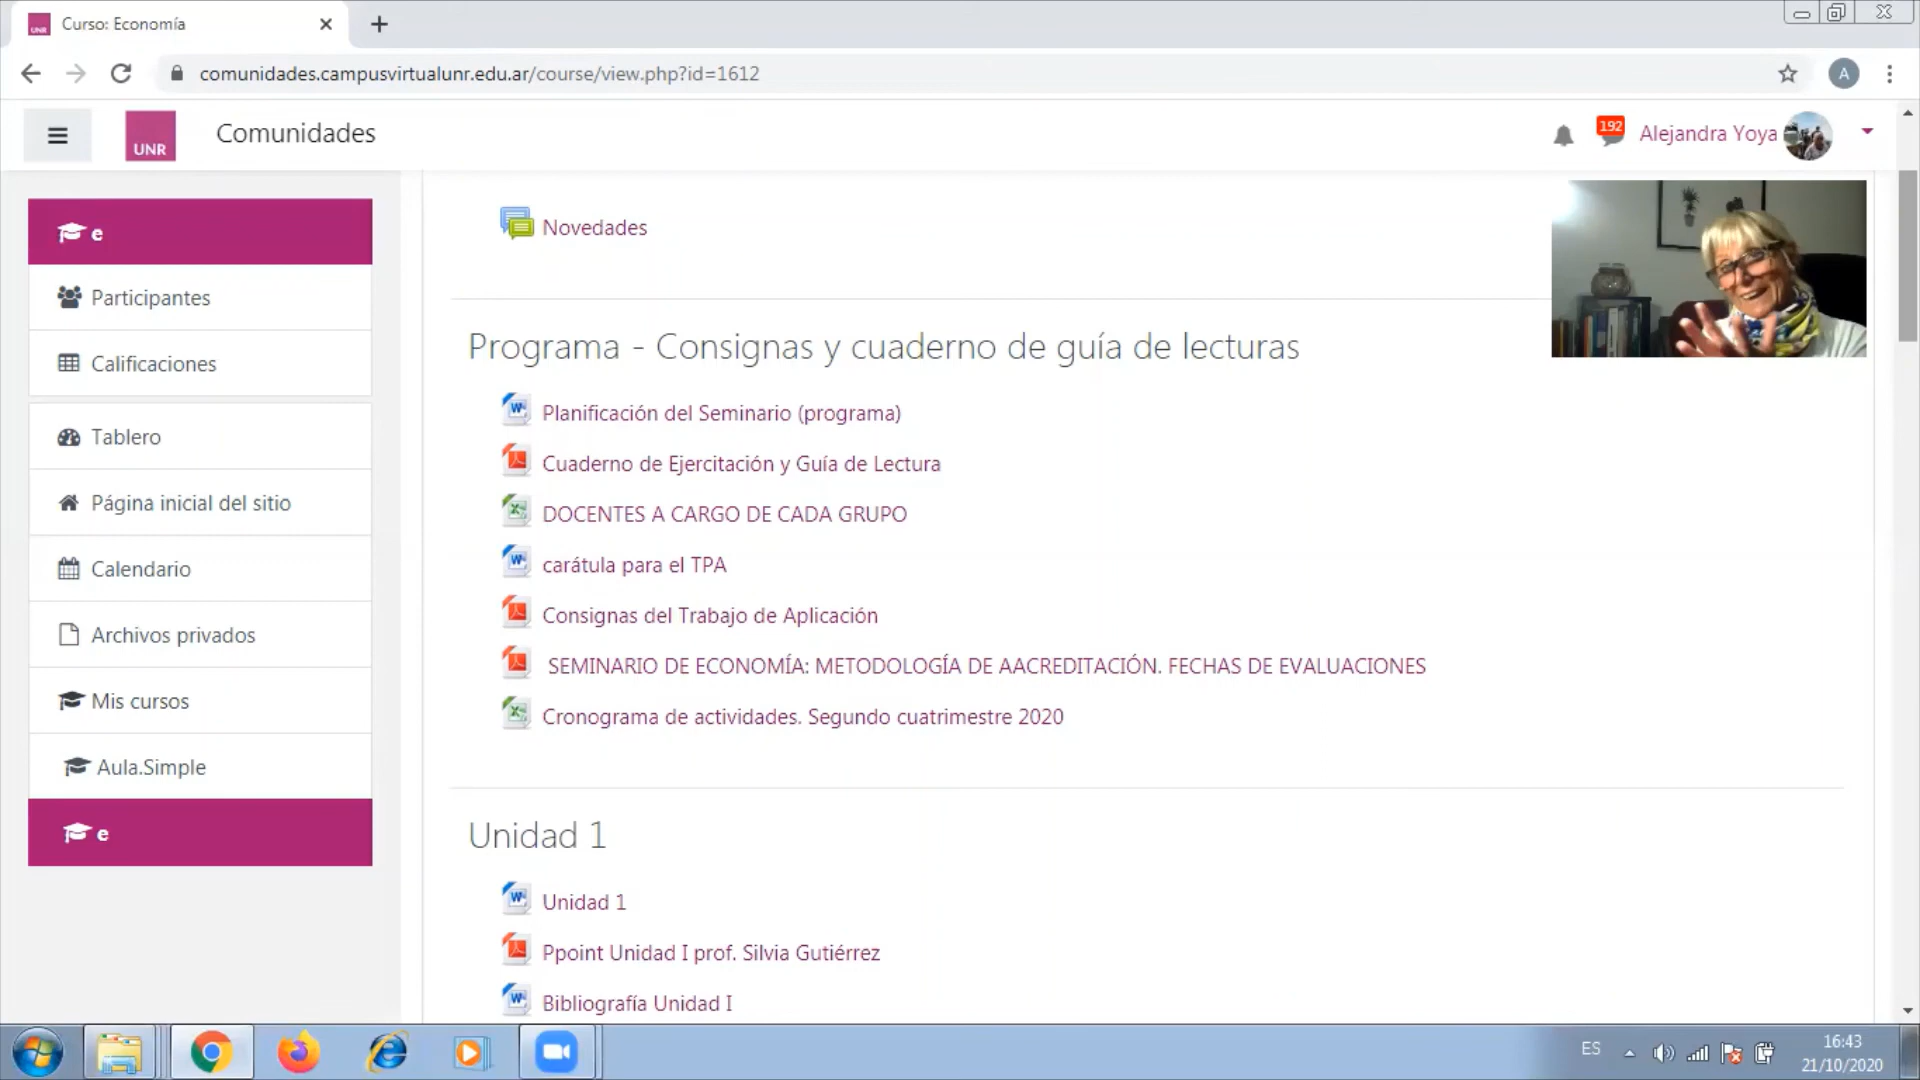 Curso: Economía
comunidades.campusvirtualunr.edu.ar/course/view.php?id=1612
A
UNR
Comunidades
192
Alejandra Yoya
e
Participantes
Calificaciones
Tablero
Página inicial del sitio
Calendario
Archivos privados
Mis cursos
Aula.Simple
e
Novedades
Programa - Consignas y cuaderno de guía de lecturas
Planificación del Seminario (programa)
Cuaderno de Ejercitación y Guía de Lectura
DOCENTES A CARGO DE CADA GRUPO
carátula para el TPA
Consignas del Trabajo de Aplicación
SEMINARIO DE ECONOMÍA: METODOLOGÍA DE AACREDITACIÓN. FECHAS DE EVALUACIONES
Cronograma de actividades. Segundo cuatrimestre 2020
Unidad 1
Unidad 1
Ppoint Unidad I prof. Silvia Gutiérrez
Bibliografía Unidad I
ES
16:43
21/10/2020